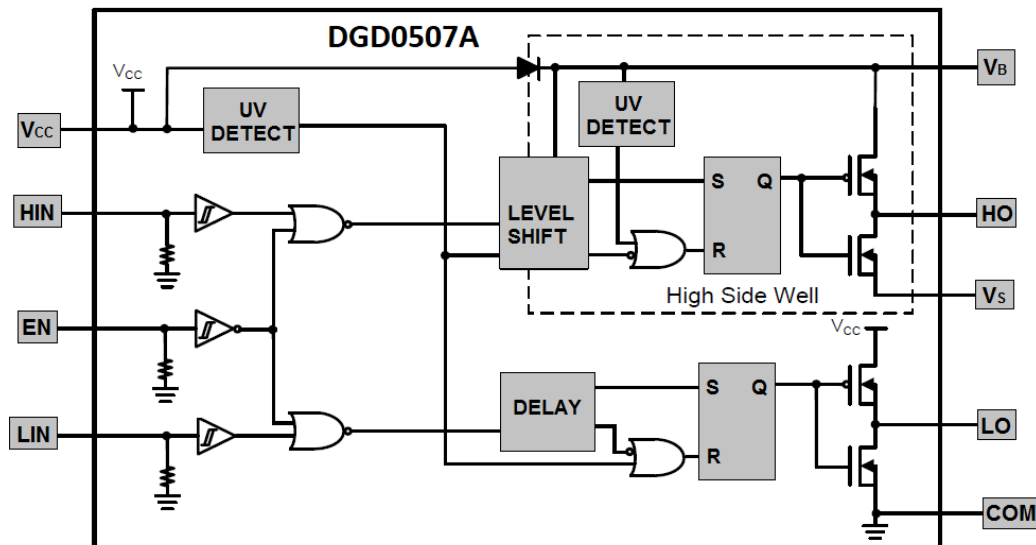 DGD0507A
VCC
VB
UV
DETECT
VCC
UV
DETECT
HIN
LEVEL
SHIFT
S
Q
R
HO
High Side Well
VS
EN
VCC
DELAY
S
Q
R
LIN
LO
COM